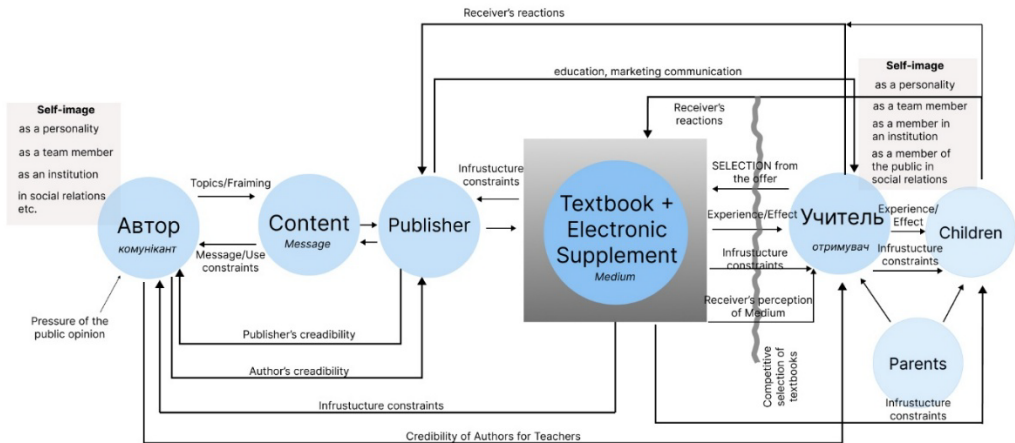 Receiver's reactions
education, marketing communication
Self-image
as a personality
as a team member
as an institution
in social relations
etc.
Автор
комунікант
Pressure of the
public opinion
Topics/Fraiming
Message/Use
constraints
Content
Message
Publisher
Infrustucture
constraints
Receiver's
reactions
Textbook +
Electronic
Supplement
Medium
SELECTION from
the offer
Experience/Effect
Infrustucture
constraints
Receiver's perception
of Medium
Competitive
selection of
textbooks
Self-image
as a personality
as a team member
as a member in
an institution
as a member of
the public in
social relations
Учитель
отримувач
Experience/
Effect
Infrustucture
constraints
Children
Parents
Infrustucture
constraints
Publisher's creadibility
Author's creadibility
Infrustucture constraints
Credibility of Authors for Teachers